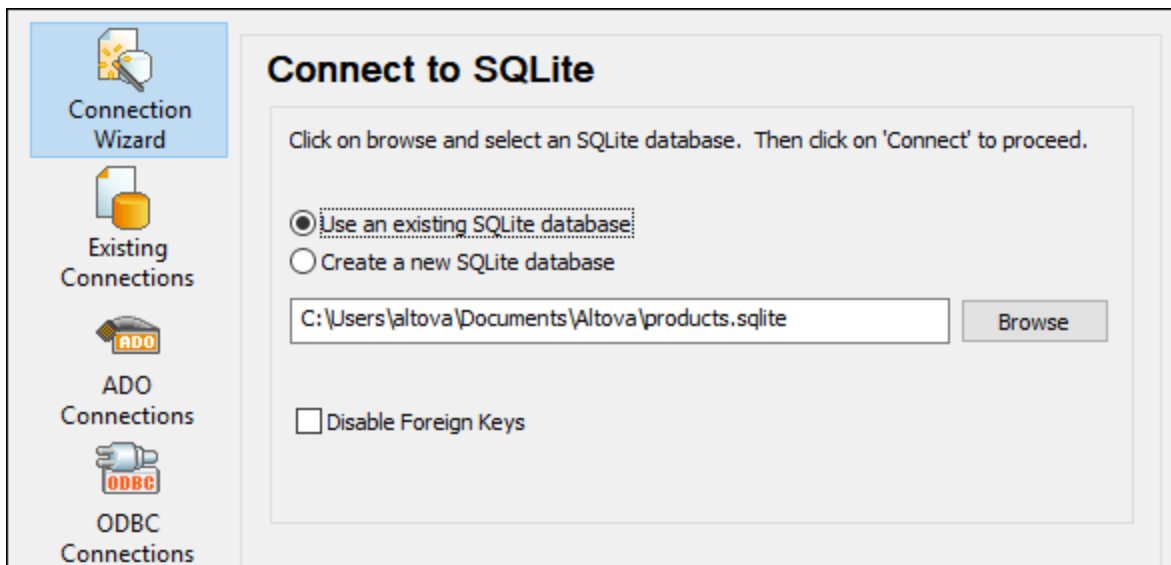 Connection
Wizard
Existing
Connections
ADO
ADO
Connections
ODBC
ODBC
Connections
Connect to SQLite
Click on browse and select an SQLite database.  Then click on 'Connect' to proceed.
Use an existing SQLite database
Create a new SQLite database
C:\Users\altova\Documents\Altova\products.sqlite
Browse
Disable Foreign Keys